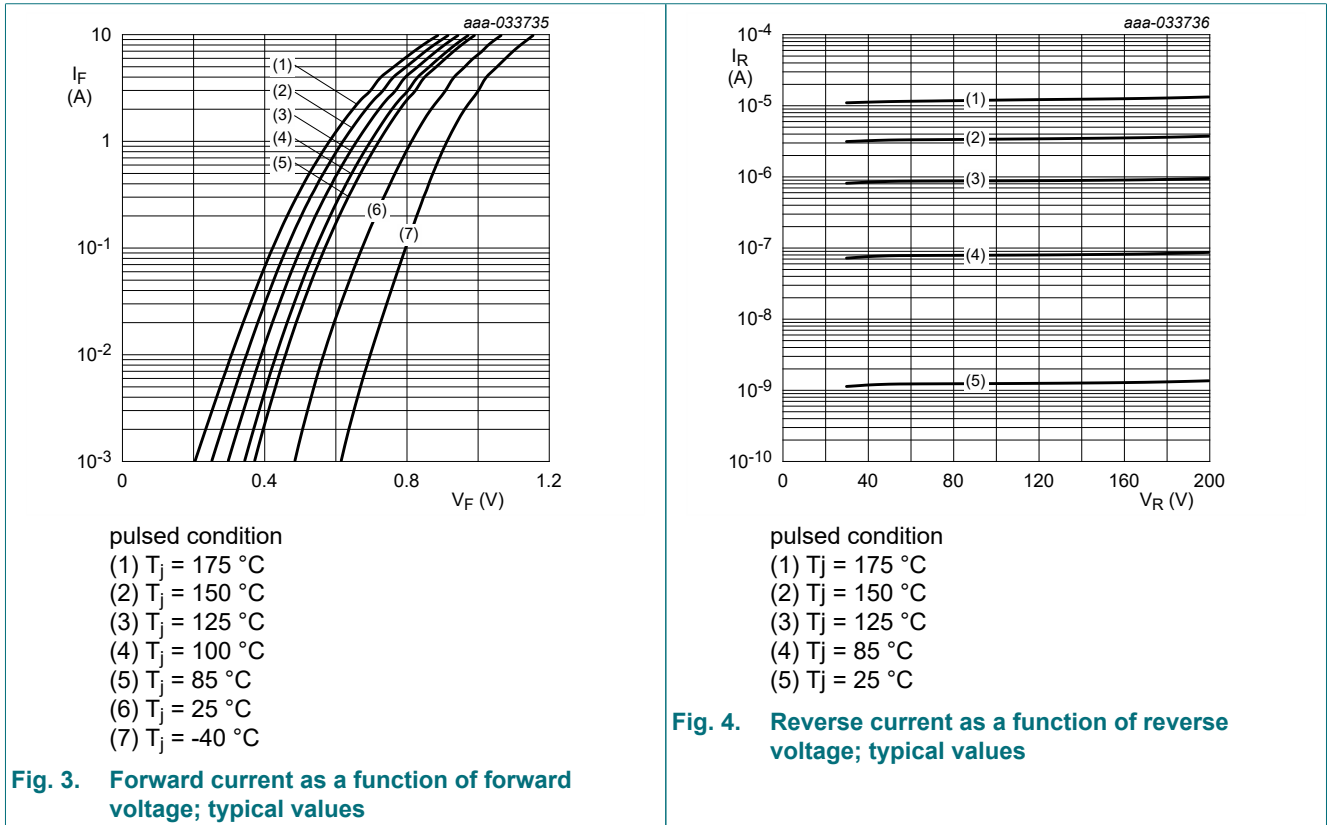 aaa-033735
10
I_F
(A)
(1)
(2)
(3)
1
(4)
(5)
(6)
(7)
10^-1
10^-2
10^-3
0
0.4
0.8
1.2
V_F (V)
pulsed condition
(1) T_j = 175 °C
(2) T_j = 150 °C
(3) T_j = 125 °C
(4) T_j = 100 °C
(5) T_j = 85 °C
(6) T_j = 25 °C
(7) T_j = -40 °C
Fig. 3. Forward current as a function of forward
voltage; typical values
aaa-033736
10^-4
I_R
(A)
(1)
10^-5
(2)
10^-6
(3)
10^-7
(4)
10^-8
10^-9
(5)
10^-10
0
40
80
120
160
200
V_R (V)
pulsed condition
(1) Tj = 175 °C
(2) Tj = 150 °C
(3) Tj = 125 °C
(4) Tj = 85 °C
(5) Tj = 25 °C
Fig. 4. Reverse current as a function of reverse
voltage; typical values